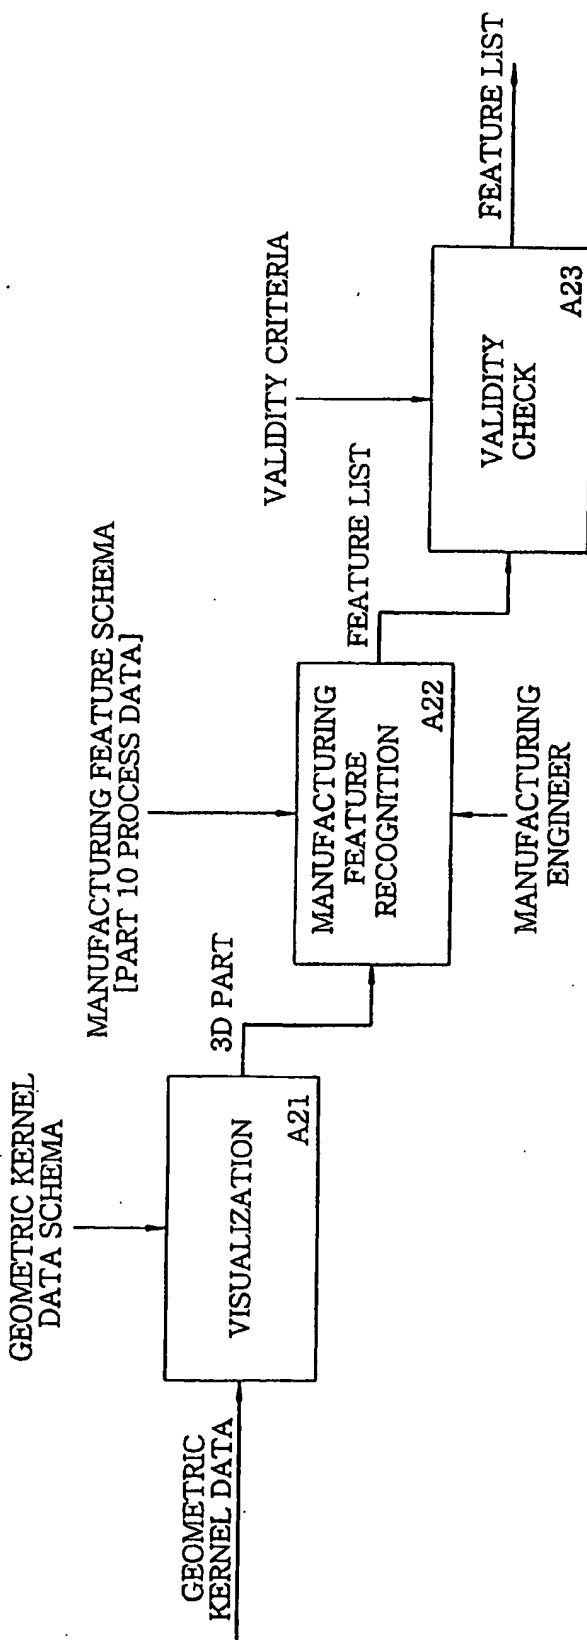 GEOMETRIC KERNEL
DATA SCHEMA
GEOMETRIC
KERNEL DATA
VISUALIZATION
A21
3D PART
MANUFACTURING FEATURE SCHEMA
[PART 10 PROCESS DATA]
MANUFACTURING
FEATURE
RECOGNITION
A22
MANUFACTURING
ENGINEER
FEATURE LIST
VALIDITY CRITERIA
VALIDITY
CHECK
A23
FEATURE LIST